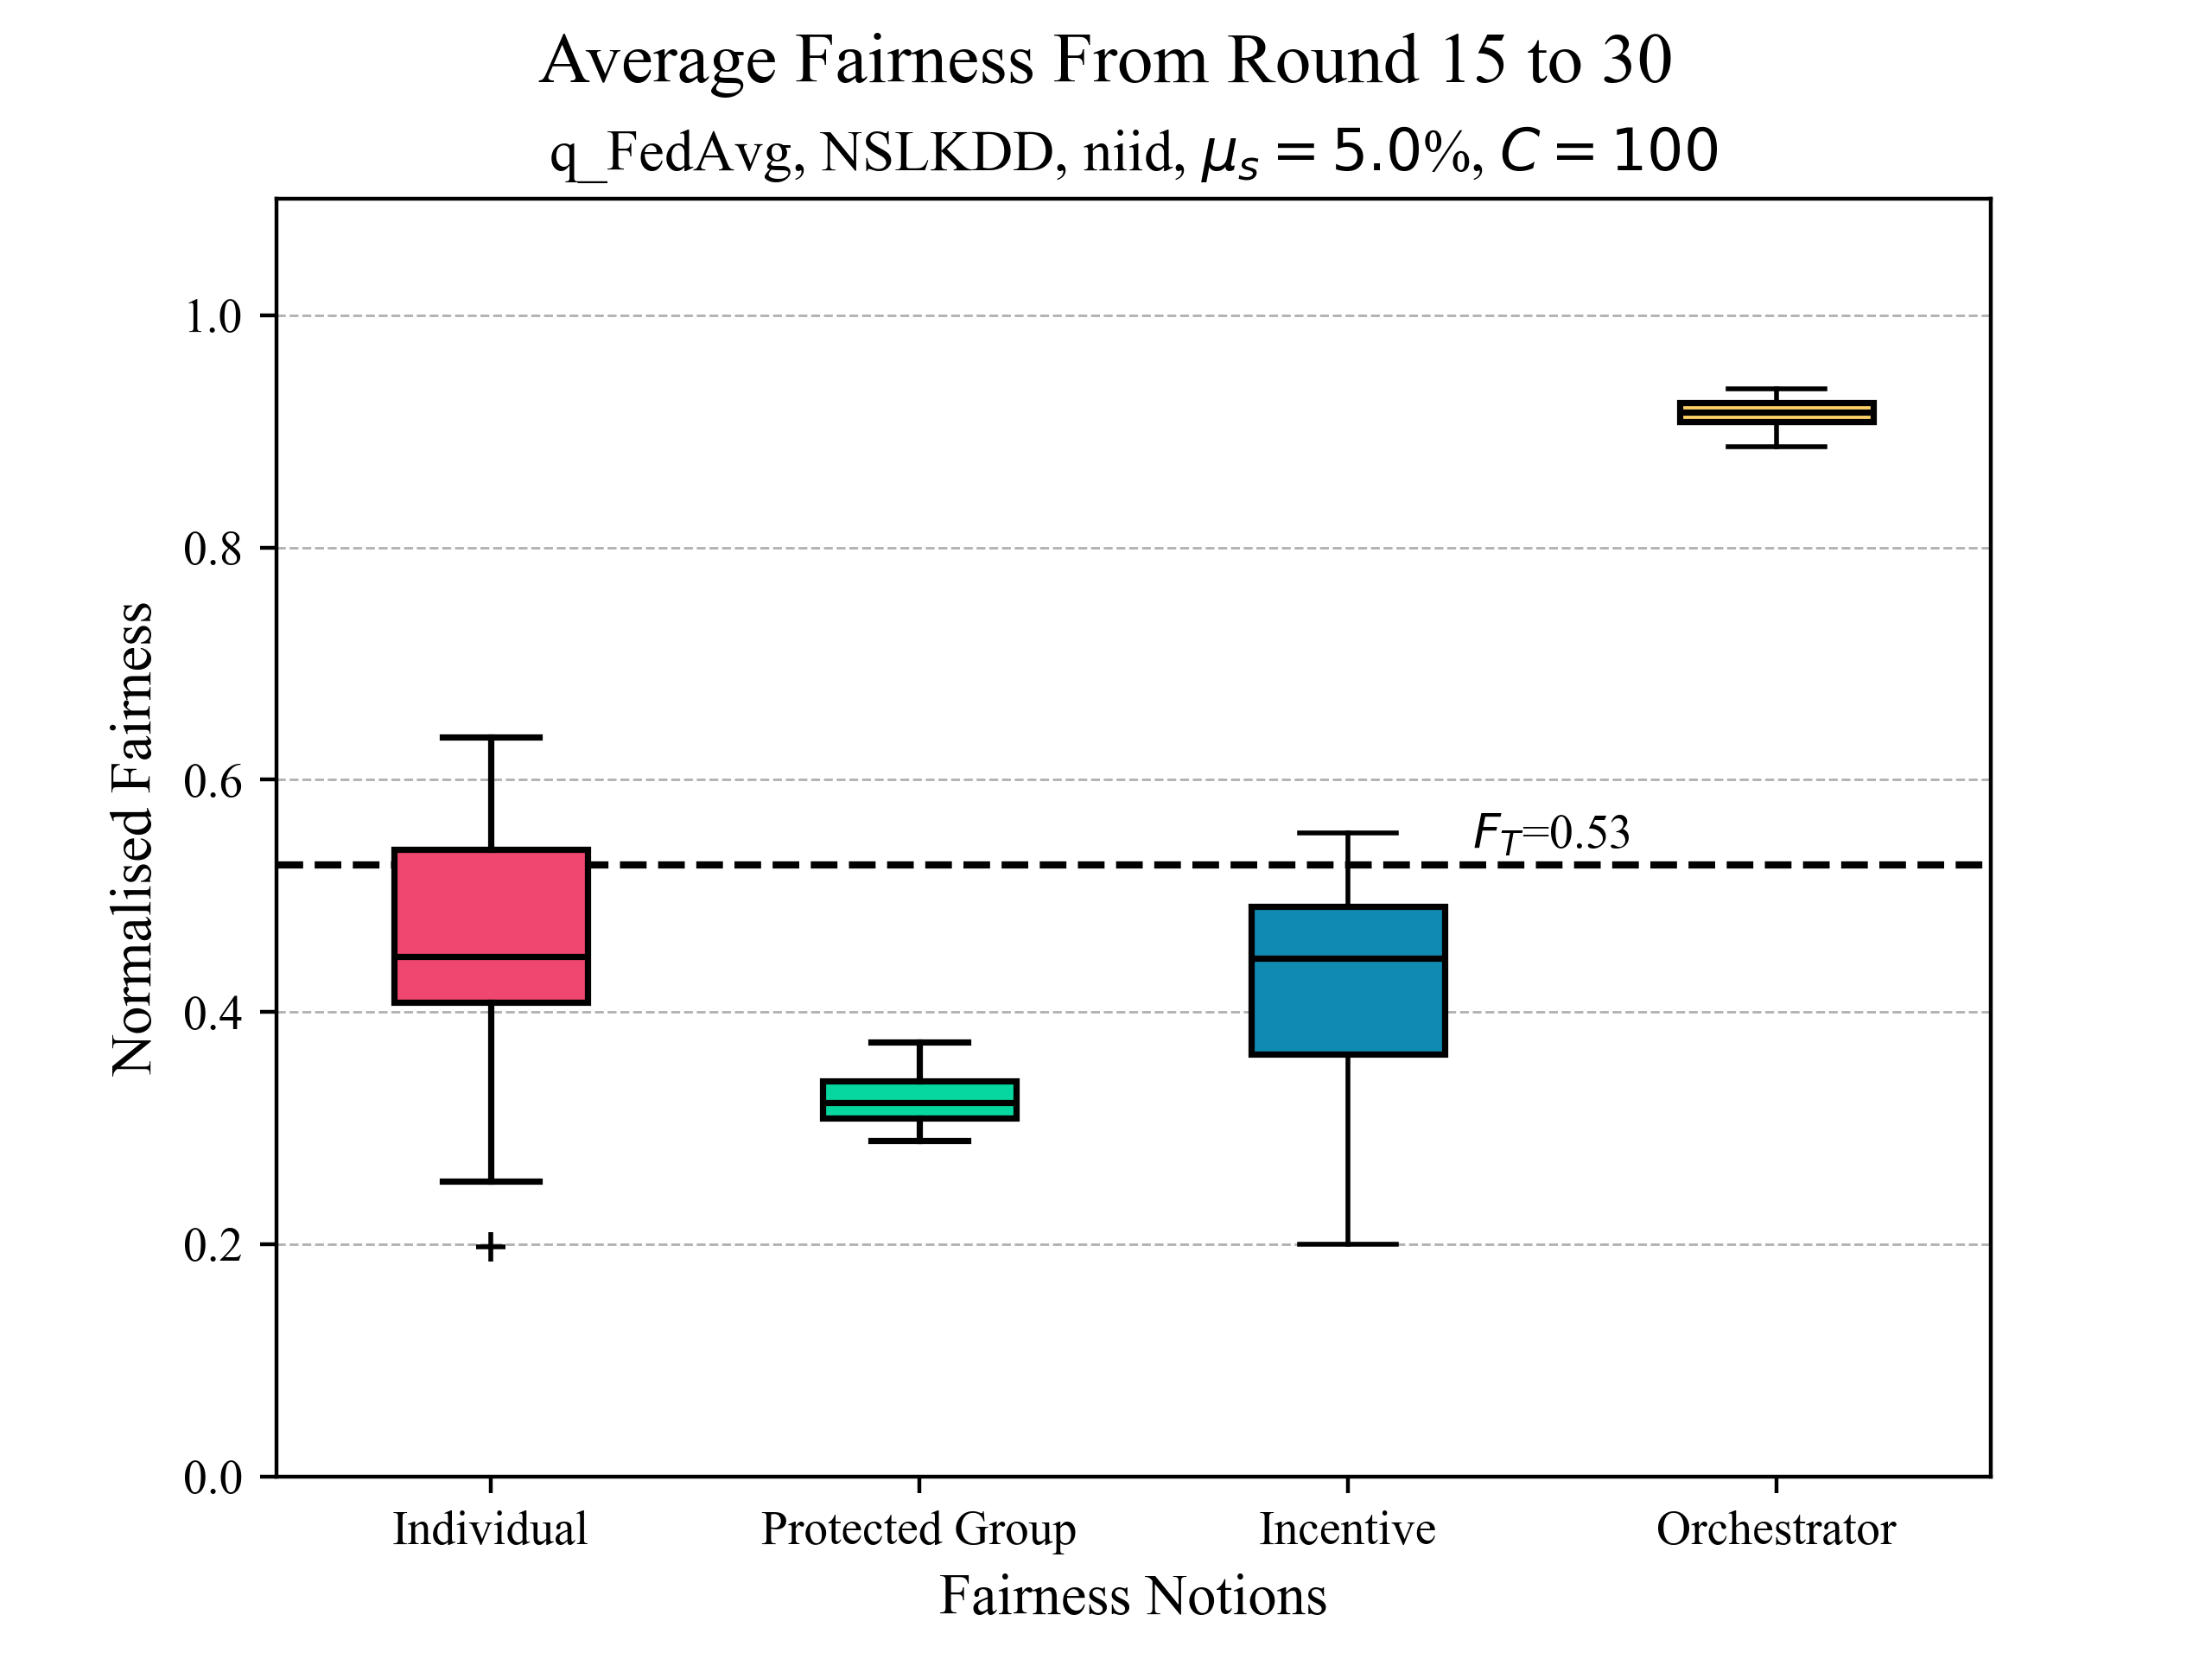 Average Fairness From Round 15 to 30
q_FedAvg, NSLKDD, niid, μₛ = 5.0%, C = 100
Normalised Fairness
1.0
0.8
0.6
0.4
0.2
0.0
F_T=0.53
Individual Protected Group Incentive Orchestrator
Fairness Notions